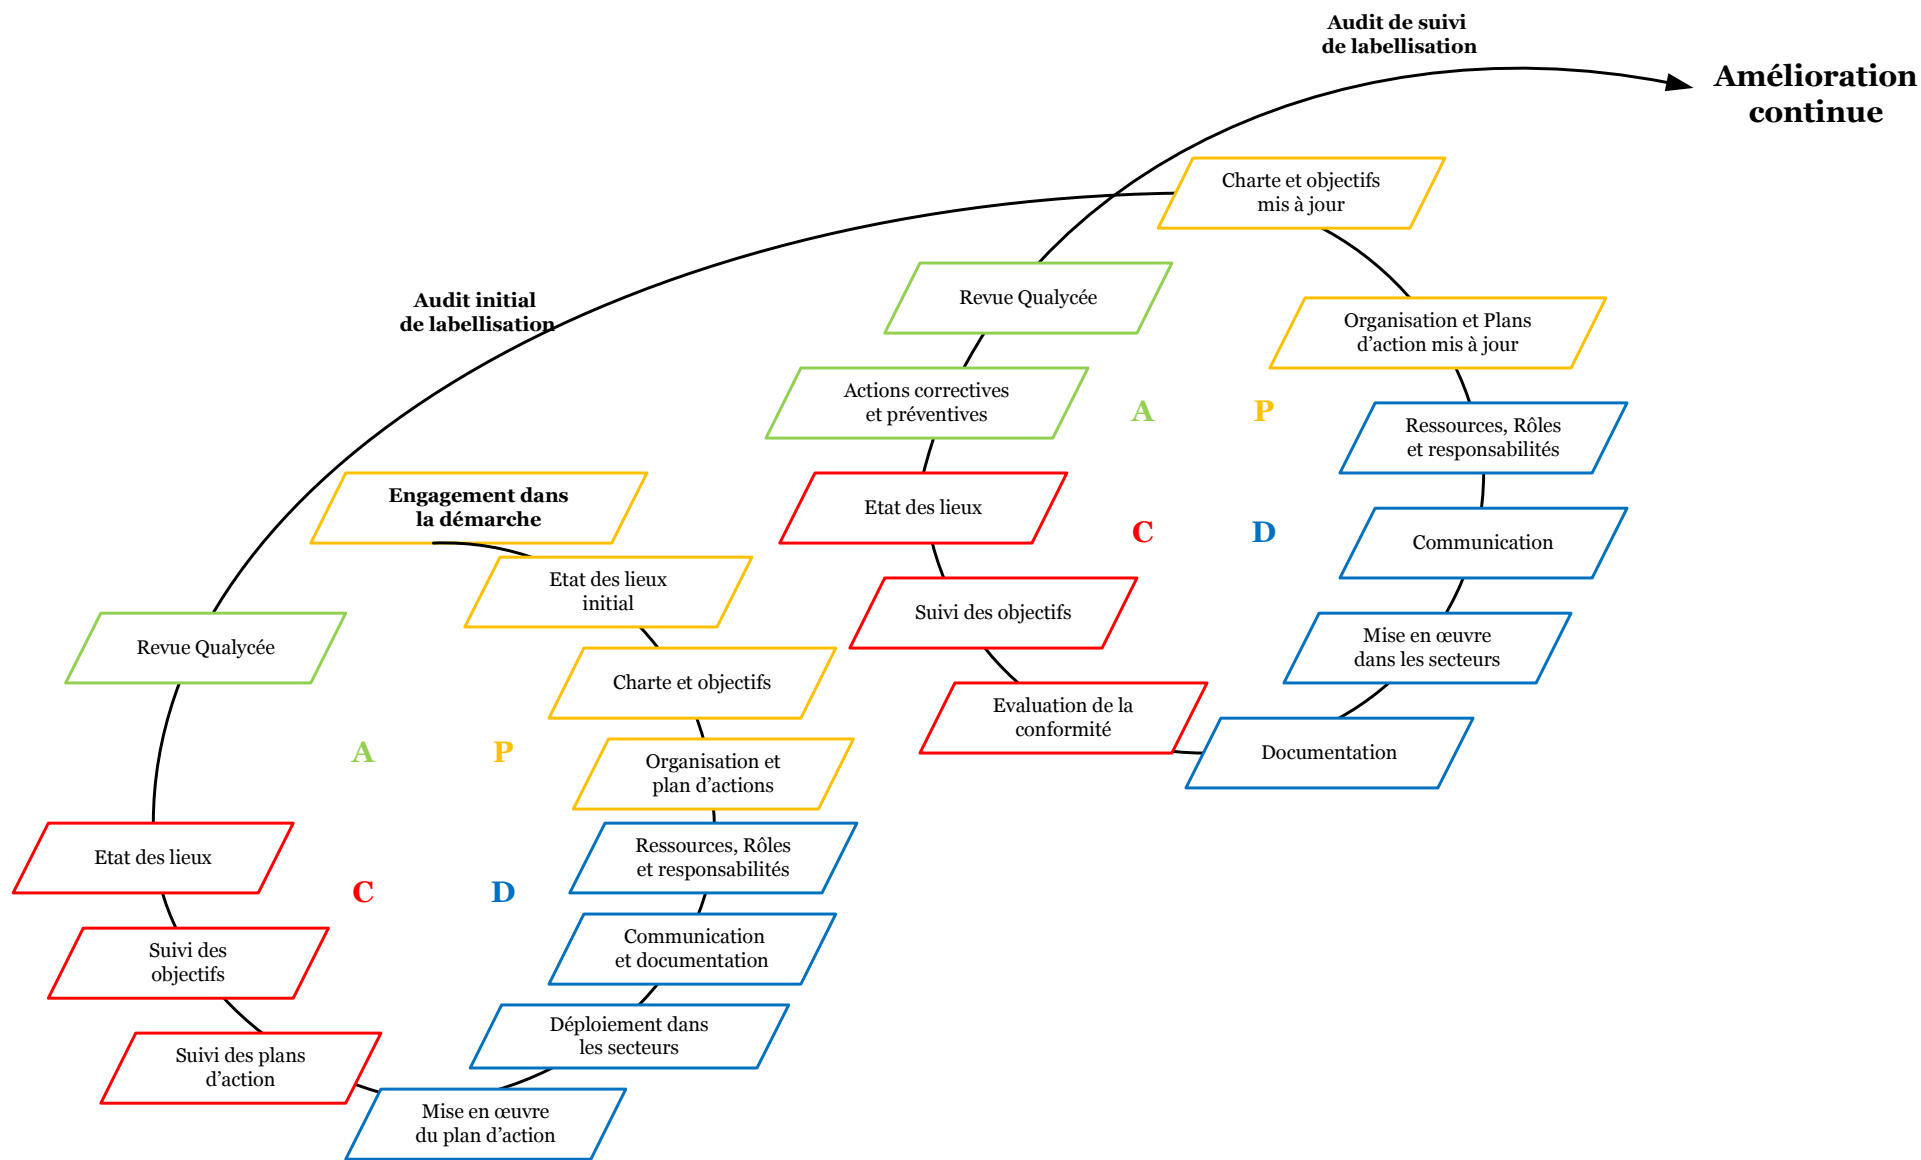 Audit de suivi
de labellisation
Amélioration
continue
Charte et objectifs
mis à jour
Revue Qualycée
Organisation et Plans
d’action mis à jour
Audit initial
de labellisation
Actions correctives
et préventives
A
P
Ressources, Rôles
et responsabilités
Engagement dans
la démarche
Etat des lieux
C
D
Communication
Etat des lieux
initial
Suivi des objectifs
Mise en œuvre
dans les secteurs
Revue Qualycée
Charte et objectifs
Evaluation de la
conformité
Documentation
A
P
Organisation et
plan d’actions
Etat des lieux
Ressources, Rôles
et responsabilités
C
D
Suivi des
objectifs
Communication
et documentation
Déploiement dans
les secteurs
Suivi des plans
d’action
Mise en œuvre
du plan d’action